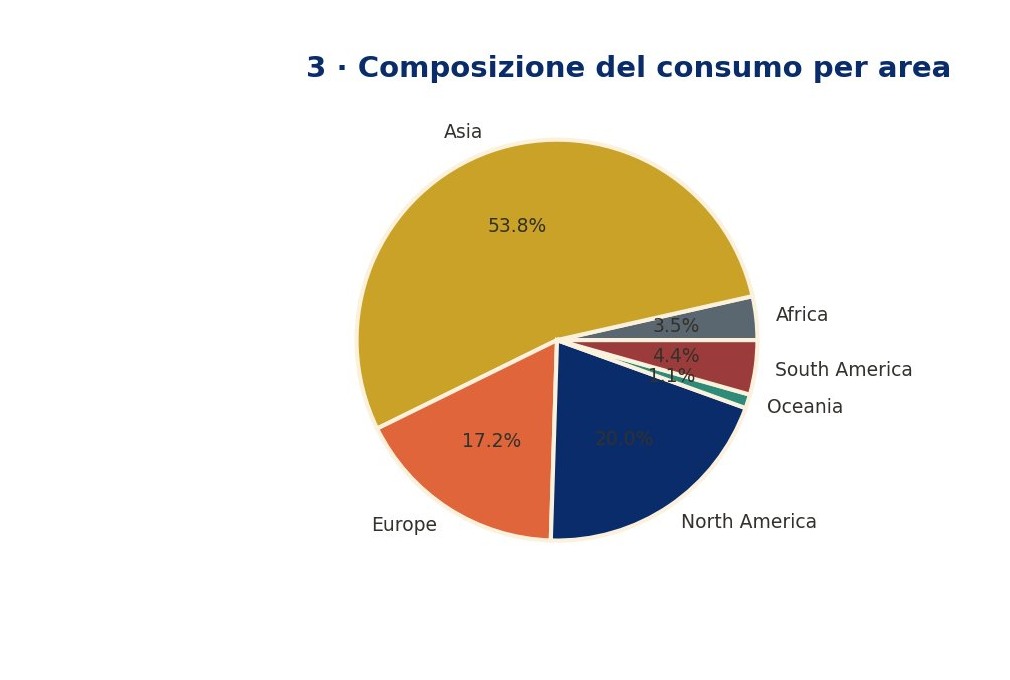 3 · Composizione del consumo per area
Asia
53.8%
Africa
3.5%
4.4%
South America
1.1%
Oceania
17.2%
20.0%
Europe
North America